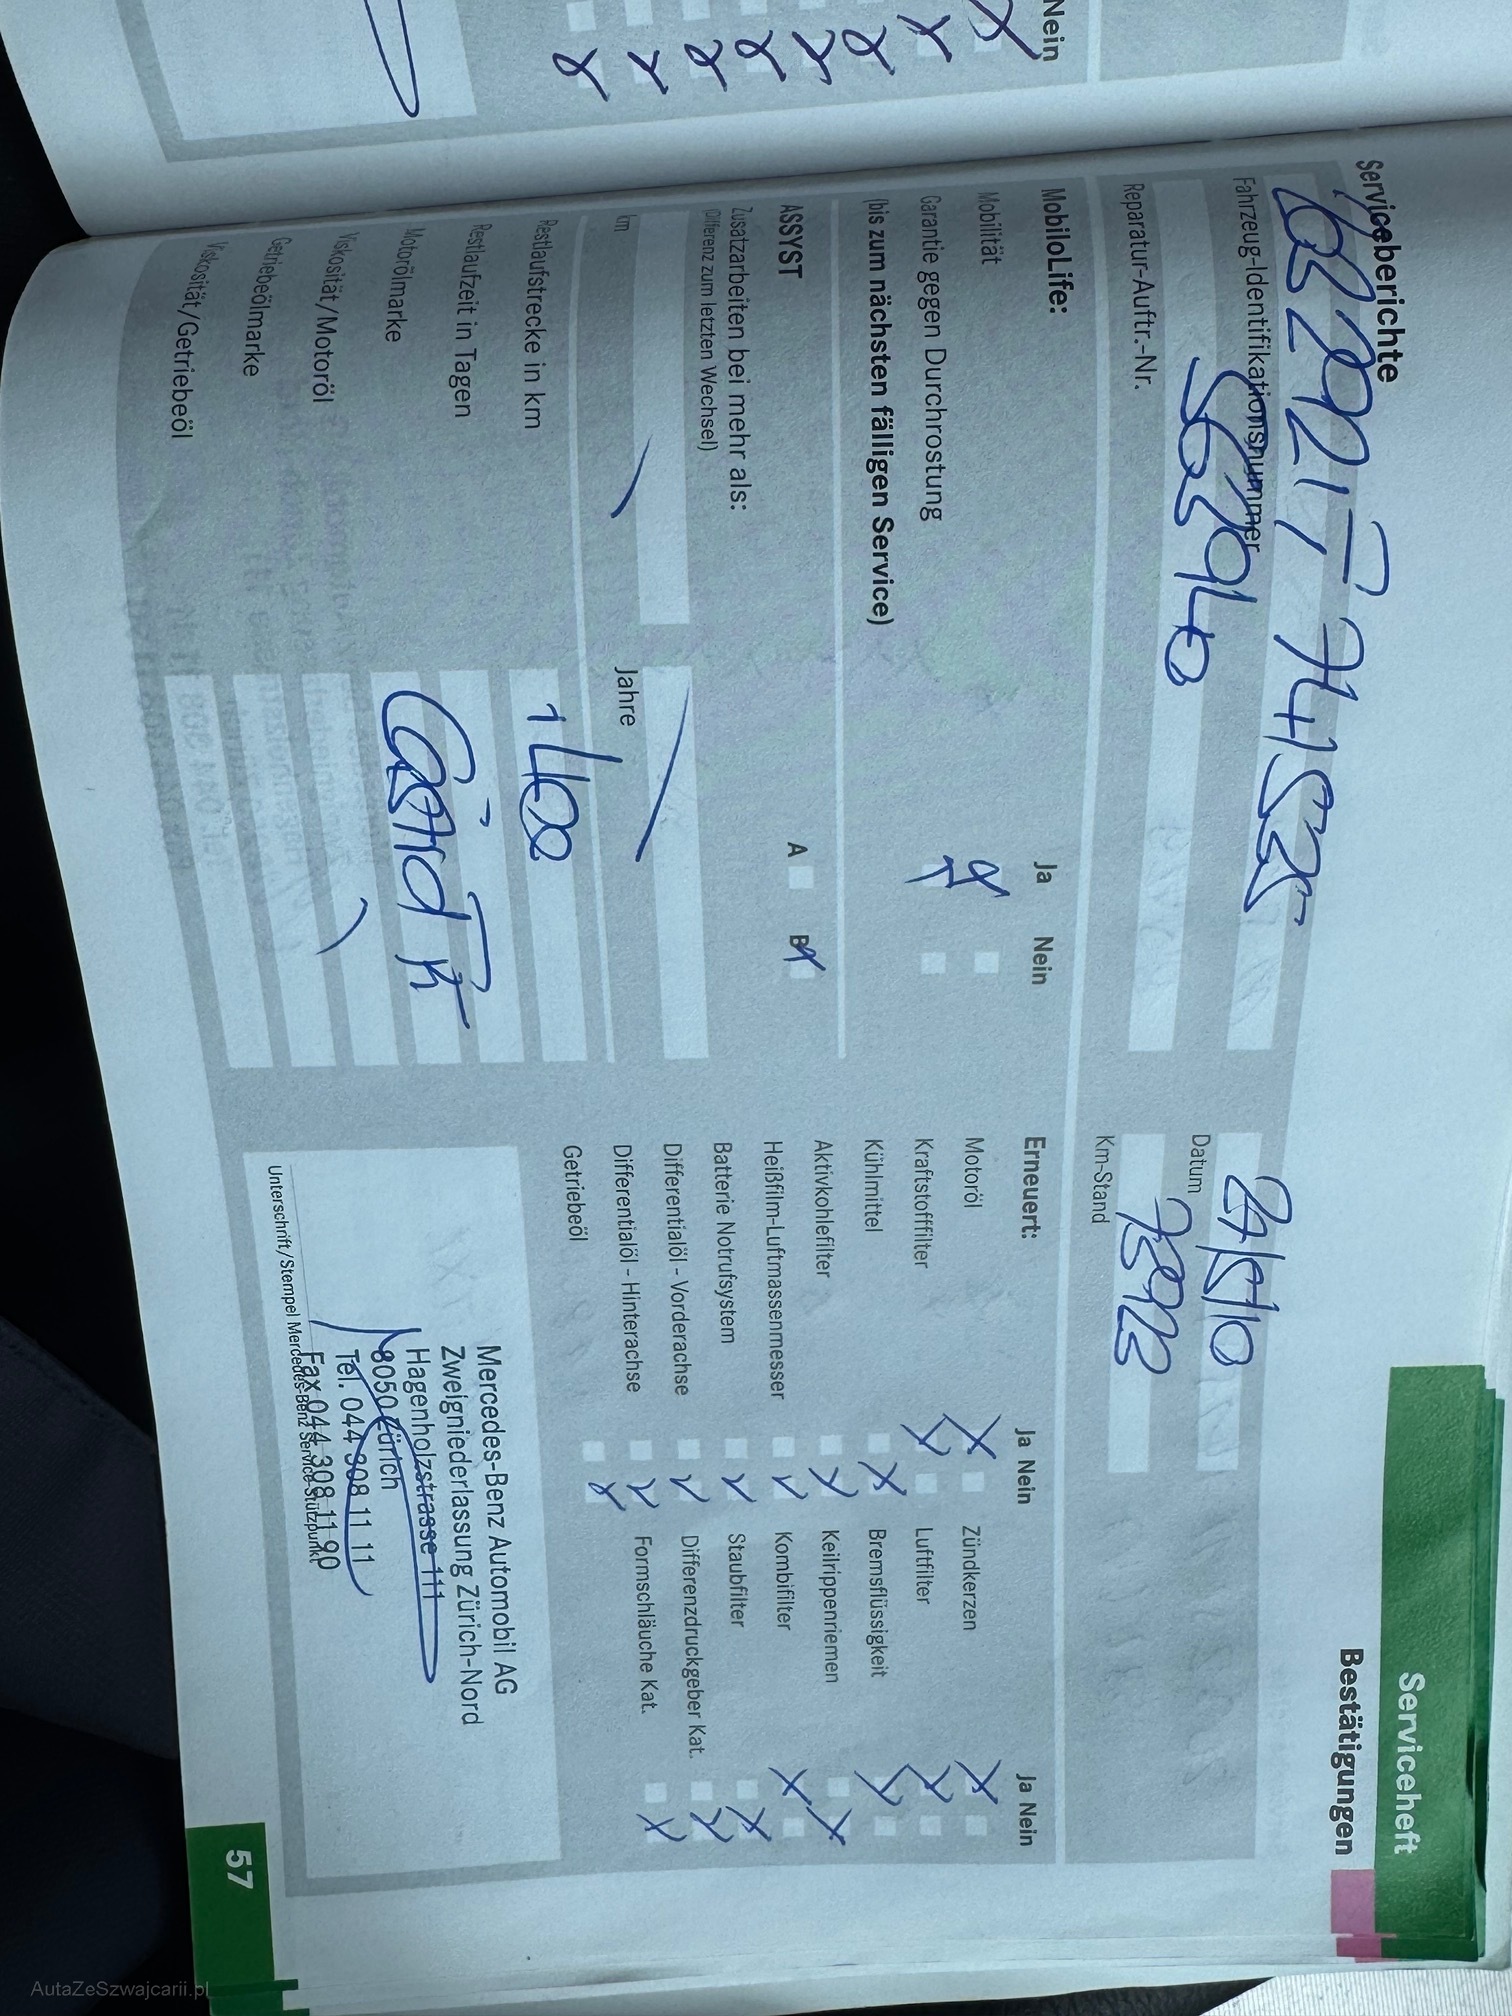 Nein
Serviceberichte
Serviceheft
Bestätigungen
Fahrzeug-Identifikationsnummer
Datum
Reparatur-Auftr.-Nr.
Km-Stand
MobiloLife:
Ja Nein
Mobilität
Garantie gegen Durchrostung
(bis zum nächsten fälligen Service)
ASSYST
A B
Zusatzarbeiten bei mehr als:
(Differenz zum letzten Wechsel)
km
Jahre
Restlaufstrecke in km
Restlaufzeit in Tagen
Motorölmarke
Viskosität/Motoröl
Getriebeölmarke
Viskosität/Getriebeöl
Erneuert:
Ja Nein
Motoröl
Kraftstofffilter
Kühlmittel
Aktivkohlefilter
Heißfilm-Luftmassenmesser
Batterie Notrufsystem
Differentialöl - Vorderachse
Differentialöl - Hinterachse
Getriebeöl
Ja Nein
Zündkerzen
Luftfilter
Bremsflüssigkeit
Keilrippenriemen
Kombifilter
Staubfilter
Differenzdruckgeber Kat.
Formschläuche Kat.
Mercedes-Benz Automobil AG
Zweigniederlassung Zürich-Nord
Hagenholzstrasse 111
8050 Zürich
Tel. 044 308 11 11
Fax 044 308 11 90
Unterschrift/Stempel Mercedes-Benz Service-Stützpunkt
57
AutaZeSzwajcarii.pl